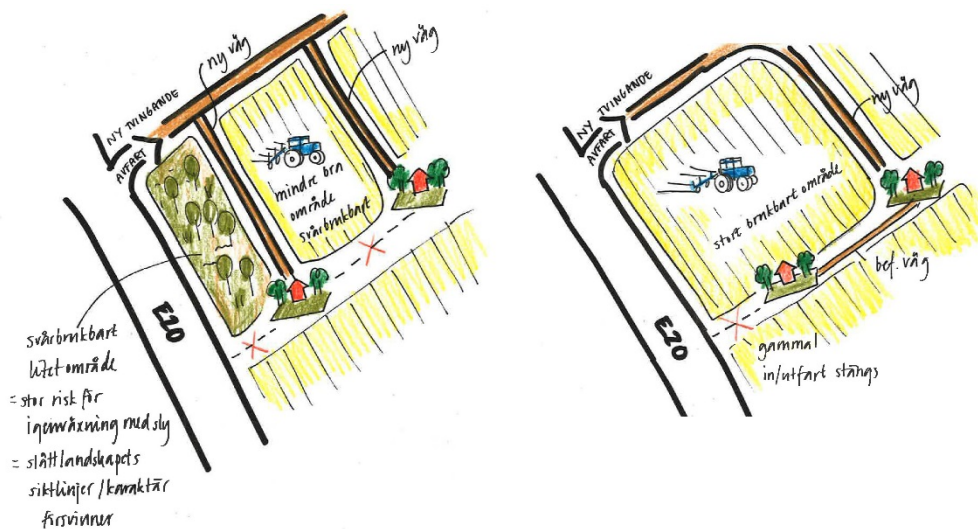 ny väg
ny väg
NY TVINGANDE
AVFART
mindre bra
område
svårbrukbart
E20
svårbrukbart
litet område
= stor risk för
igenväxning med sly
= slättlandskapets
siktlinjer / karaktär
försvinner
NY TVINGANDE
AVFART
ny väg
stort brukbart område
bef. väg
E20
gammal
in/utfart stängs